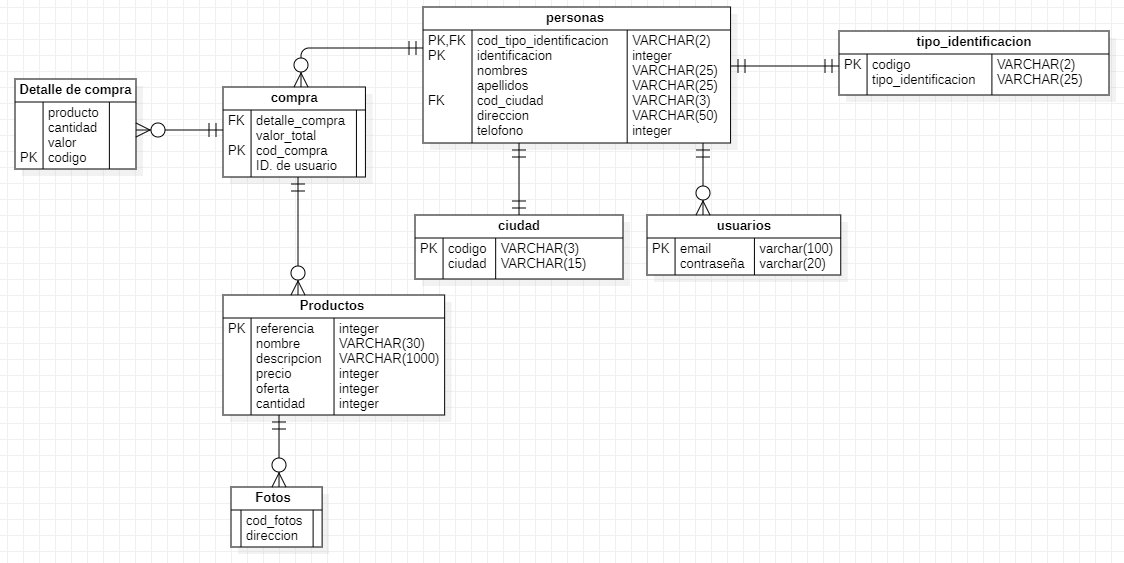 personas
PK,FK cod_tipo_identificacion VARCHAR(2)
PK identificacion integer
nombres VARCHAR(25)
apellidos VARCHAR(25)
FK cod_ciudad VARCHAR(3)
direccion VARCHAR(50)
telofono integer
tipo_identificacion
PK codigo VARCHAR(2)
tipo_identificacion VARCHAR(25)
Detalle de compra
producto
cantidad
valor
PK codigo
compra
FK detalle_compra
valor_total
PK cod_compra
ID. de usuario
ciudad
PK codigo VARCHAR(3)
ciudad VARCHAR(15)
usuarios
PK email varchar(100)
contraseña varchar(20)
Productos
PK referencia integer
nombre VARCHAR(30)
descripcion VARCHAR(1000)
precio integer
oferta integer
cantidad integer
Fotos
cod_fotos
direccion